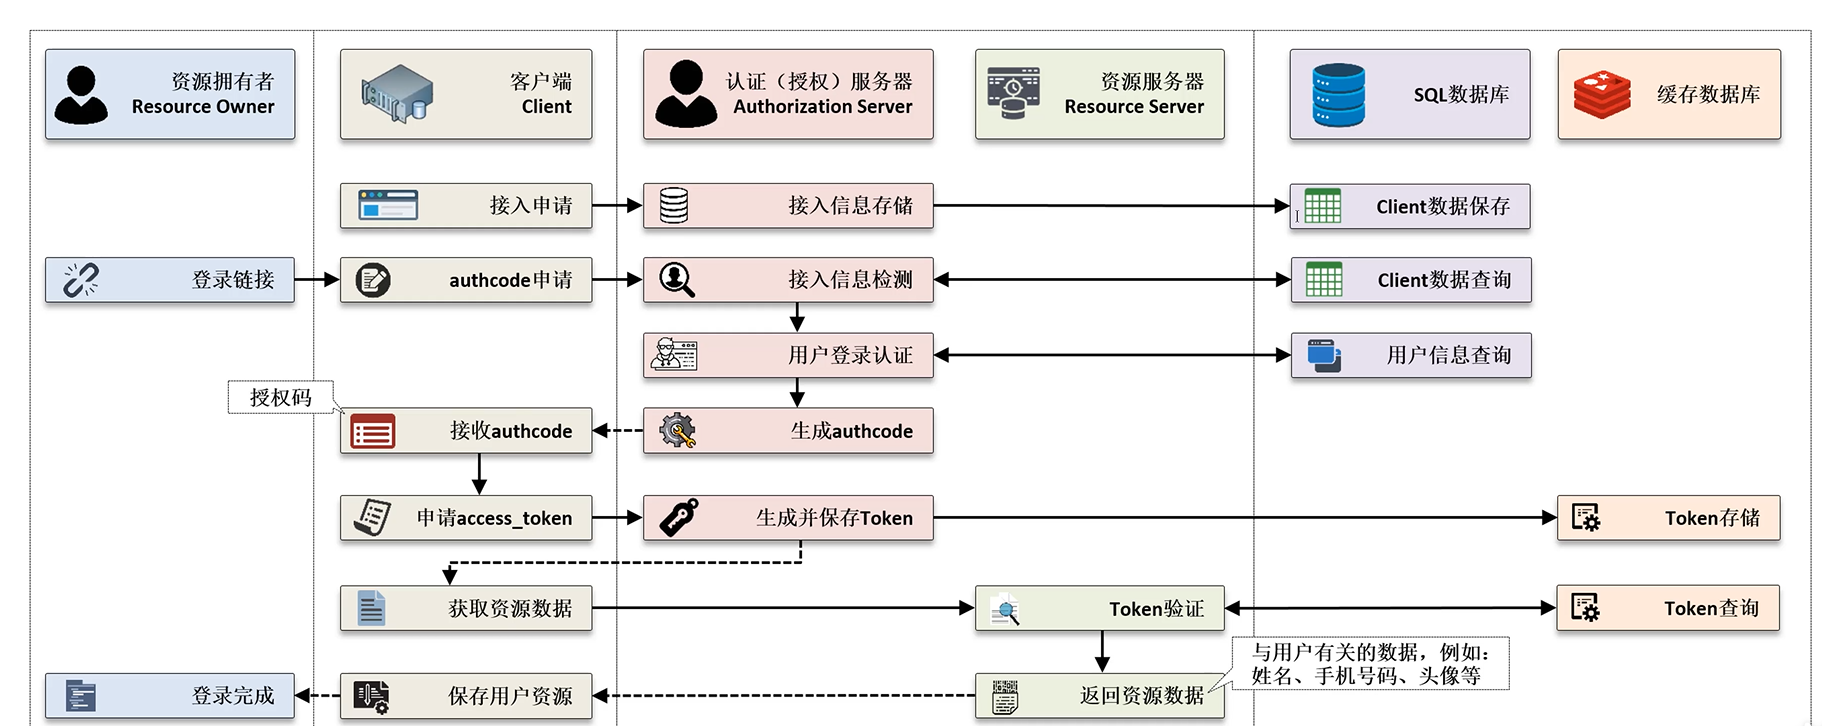 资源拥有者
Resource Owner
客户端
Client
认证（授权）服务器
Authorization Server
资源服务器
Resource Server
SQL数据库
缓存数据库
接入申请
接入信息存储
Client数据保存
登录链接
authcode申请
接入信息检测
Client数据查询
用户登录认证
用户信息查询
授权码
接收authcode
生成authcode
申请access_token
生成并保存Token
Token存储
获取资源数据
Token验证
Token查询
与用户有关的数据，例如：
姓名、手机号码、头像等
登录完成
保存用户资源
返回资源数据